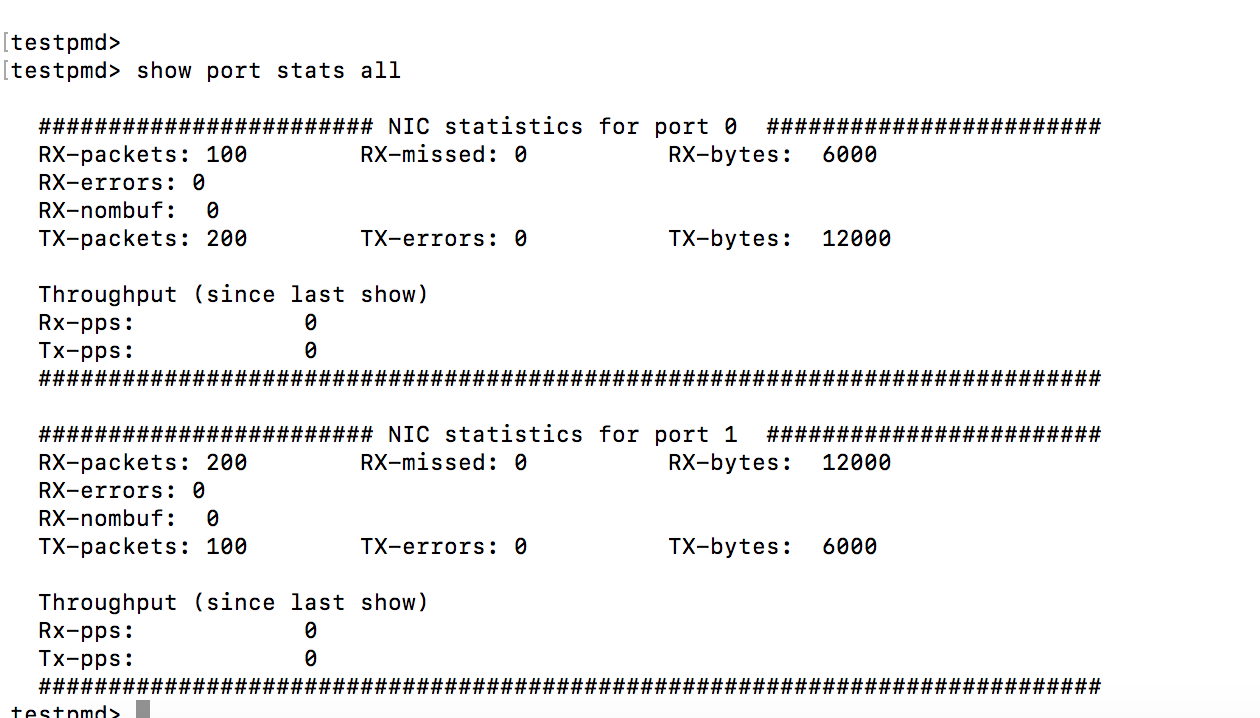 [testpmd>
[testpmd> show port stats all
######################## NIC statistics for port 0 ########################
RX-packets: 100 RX-missed: 0 RX-bytes: 6000
RX-errors: 0
RX-nombuf: 0
TX-packets: 200 TX-errors: 0 TX-bytes: 12000
Throughput (since last show)
Rx-pps: 0
Tx-pps: 0
############################################################################
######################## NIC statistics for port 1 ########################
RX-packets: 200 RX-missed: 0 RX-bytes: 12000
RX-errors: 0
RX-nombuf: 0
TX-packets: 100 TX-errors: 0 TX-bytes: 6000
Throughput (since last show)
Rx-pps: 0
Tx-pps: 0
############################################################################
testpmd>